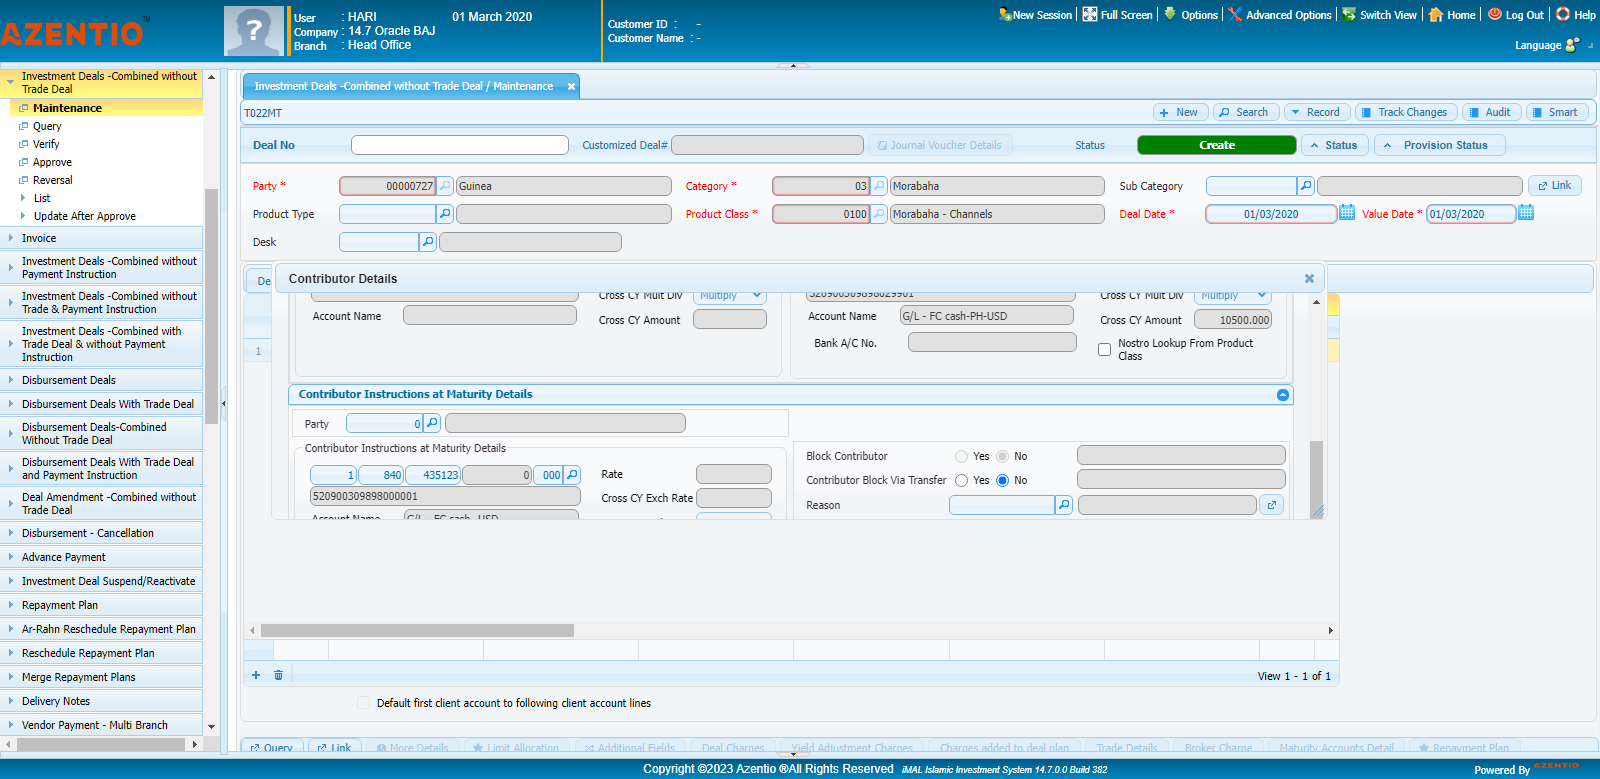 AZENTIO™
User : HARI 01 March 2020
Company : 14.7 Oracle BAJ
Branch : Head Office
Customer ID : -
Customer Name : -
New Session Full Screen Options Advanced Options Switch View Home Log Out Help
Language
Investment Deals -Combined without Trade Deal
Maintenance
Query
Verify
Approve
Reversal
List
Update After Approve
Invoice
Investment Deals -Combined without Payment Instruction
Investment Deals -Combined without Trade & Payment Instruction
Investment Deals -Combined with Trade Deal & without Payment Instruction
Disbursement Deals
Disbursement Deals With Trade Deal
Disbursement Deals-Combined Without Trade Deal
Disbursement Deals With Trade Deal and Payment Instruction
Deal Amendment -Combined without Trade Deal
Disbursement - Cancellation
Advance Payment
Investment Deal Suspend/Reactivate
Repayment Plan
Ar-Rahn Reschedule Repayment Plan
Reschedule Repayment Plan
Merge Repayment Plans
Delivery Notes
Vendor Payment - Multi Branch
Investment Deals -Combined without Trade Deal / Maintenance
T022MT
New Search Record Track Changes Audit Smart
Deal No Customized Deal# Journal Voucher Details Status Create Status Provision Status
Party * 00000727 Guinea Category * 03 Morabaha Sub Category Link
Product Type Product Class * 0100 Morabaha - Channels Deal Date * 01/03/2020 Value Date * 01/03/2020
Desk
De
Contributor Details
Cross CY Mult Div Multiply 520900309898029901 Cross CY Mult Div Multiply
Account Name Cross CY Amount Account Name G/L - FC cash-PH-USD Cross CY Amount 10500.000
Bank A/C No. Nostro Lookup From Product Class
1
Contributor Instructions at Maturity Details
Party 0
Contributor Instructions at Maturity Details
1 840 435123 0 000 Rate
520900309898000001 Cross CY Exch Rate
Account Name G/L - FC cash- USD
Block Contributor Yes No
Contributor Block Via Transfer Yes No
Reason
View 1 - 1 of 1
Default first client account to following client account lines
Query Link More Details Limit Allocation Additional Fields Deal Charges Yield Adjustment Charges Charges added to deal plan Trade Details Broker Charge Maturity Accounts Detail Repayment Plan
Copyright ©2023 Azentio ®All Rights Reserved iMAL Islamic Investment System 14.7.0.0 Build 382
Powered By AZENTIO